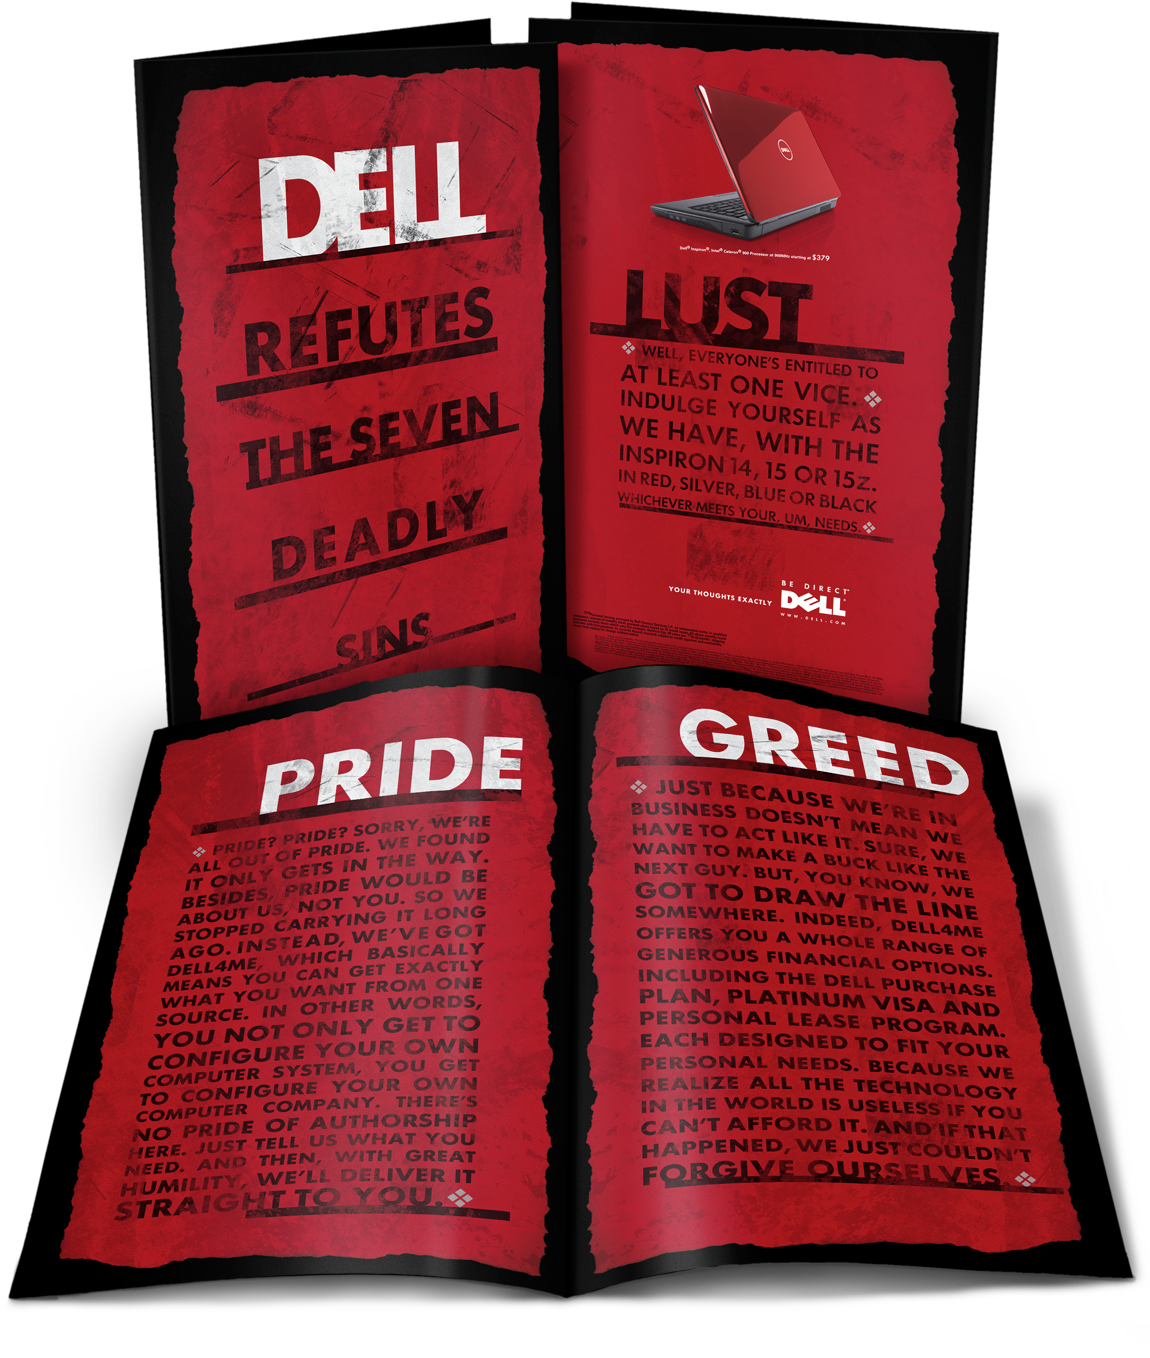 DELL
REFUTES
THE SEVEN
DEADLY
SINS
DELL
Dell® Inspiron®, Intel® Celeron® 900 Processor at starting at $379
LUST
WELL, EVERYONE'S ENTITLED TO
AT LEAST ONE VICE.
INDULGE YOURSELF AS
WE HAVE, WITH THE
INSPIRON 14, 15 OR 15z.
IN RED, SILVER, BLUE OR BLACK
WHICHEVER MEETS YOUR, UM, NEEDS.
YOUR THOUGHTS EXACTLY
BE DIRECT™
DELL
WWW.DELL.COM
PRIDE
PRIDE? PRIDE? SORRY, WE'RE
ALL OUT OF PRIDE. WE FOUND
IT ONLY GETS IN THE WAY.
BESIDES, PRIDE WOULD BE
ABOUT US, NOT YOU. SO WE
STOPPED CARRYING IT LONG
AGO. INSTEAD, WE'VE GOT
DELL4ME, WHICH BASICALLY
MEANS YOU CAN GET EXACTLY
WHAT YOU WANT FROM ONE
SOURCE. IN OTHER WORDS,
YOU NOT ONLY GET TO
CONFIGURE YOUR OWN
COMPUTER SYSTEM, YOU GET
TO CONFIGURE YOUR OWN
COMPUTER COMPANY. THERE'S
NO PRIDE OF AUTHORSHIP
HERE. JUST TELL US WHAT YOU
NEED. AND THEN, WITH GREAT
HUMILITY, WE'LL DELIVER IT
STRAIGHT TO YOU.
GREED
JUST BECAUSE WE'RE IN
BUSINESS DOESN'T MEAN WE
HAVE TO ACT LIKE IT. SURE, WE
WANT TO MAKE A BUCK LIKE THE
NEXT GUY. BUT, YOU KNOW, WE
GOT TO DRAW THE LINE
SOMEWHERE. INDEED, DELL4ME
OFFERS YOU A WHOLE RANGE OF
GENEROUS FINANCIAL OPTIONS.
INCLUDING THE DELL PURCHASE
PLAN, PLATINUM VISA AND
PERSONAL LEASE PROGRAM.
EACH DESIGNED TO FIT YOUR
PERSONAL NEEDS. BECAUSE WE
REALIZE ALL THE TECHNOLOGY
IN THE WORLD IS USELESS IF YOU
CAN'T AFFORD IT. AND IF THAT
HAPPENED, WE JUST COULDN'T
FORGIVE OURSELVES.